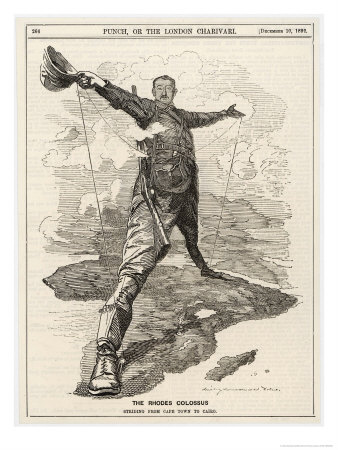 264
PUNCH, OR THE LONDON CHARIVARI.
[December 10, 1892.
THE RHODES COLOSSUS
STRIDING FROM CAPE TOWN TO CAIRO.